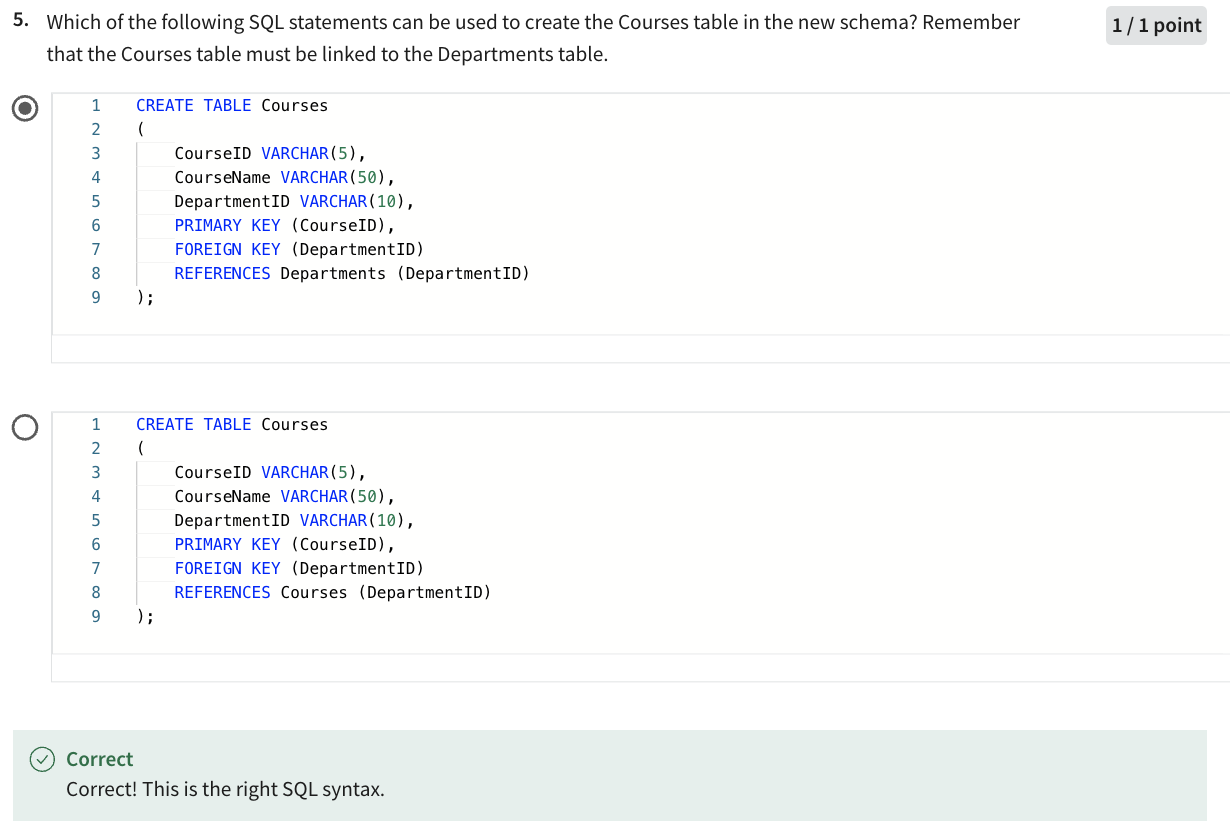 5. Which of the following SQL statements can be used to create the Courses table in the new schema? Remember
that the Courses table must be linked to the Departments table.
1 / 1 point
1 CREATE TABLE Courses
2 (
3 CourseID VARCHAR(5),
4 CourseName VARCHAR(50),
5 DepartmentID VARCHAR(10),
6 PRIMARY KEY (CourseID),
7 FOREIGN KEY (DepartmentID)
8 REFERENCES Departments (DepartmentID)
9 );
1 CREATE TABLE Courses
2 (
3 CourseID VARCHAR(5),
4 CourseName VARCHAR(50),
5 DepartmentID VARCHAR(10),
6 PRIMARY KEY (CourseID),
7 FOREIGN KEY (DepartmentID)
8 REFERENCES Courses (DepartmentID)
9 );
Correct
Correct! This is the right SQL syntax.